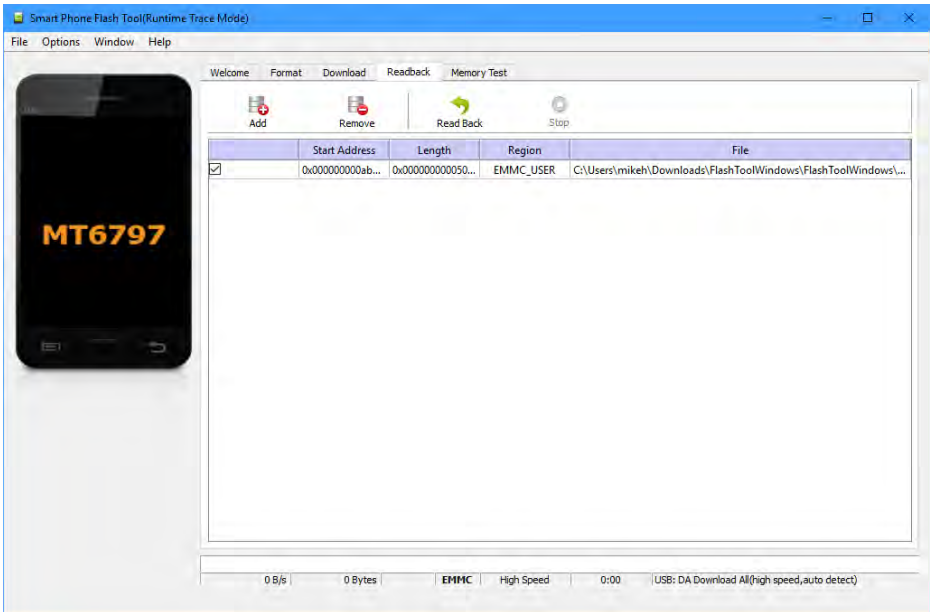 Smart Phone Flash Tool(Runtime Trace Mode)
File Options Window Help
Welcome Format Download Readback Memory Test
Add Remove Read Back Stop
Start Address Length Region File
0x000000000ab... 0x000000000050... EMMC_USER C:\Users\mikeh\Downloads\FlashToolWindows\FlashToolWindows\...
MT6797
0 B/s 0 Bytes EMMC High Speed 0:00 USB: DA Download All(high speed,auto detect)